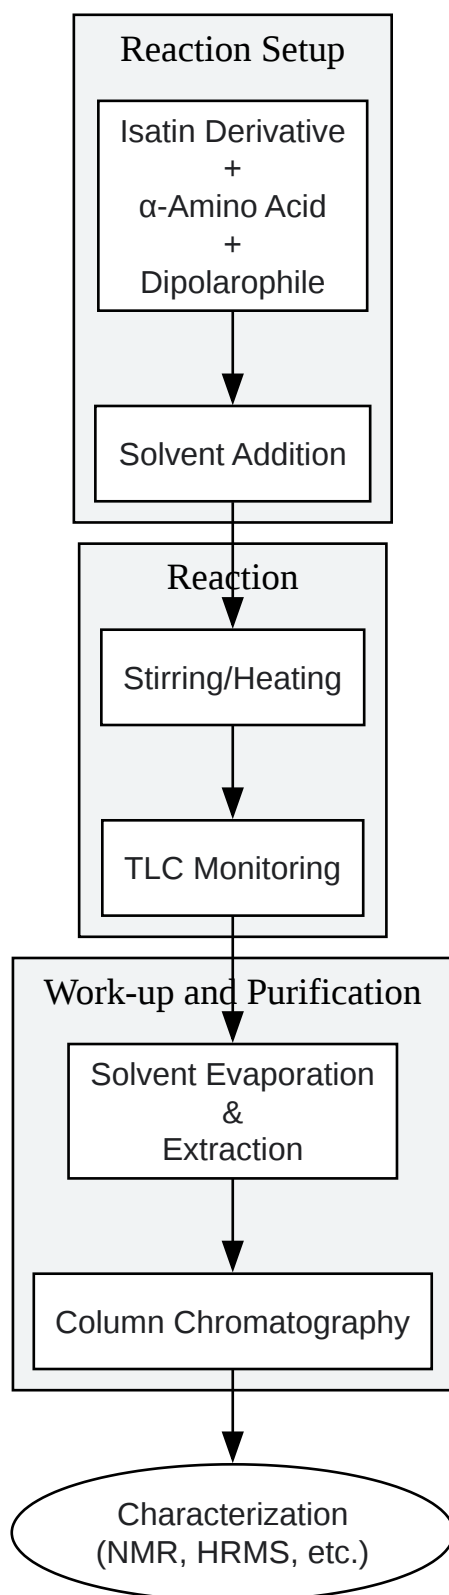 Reaction Setup
Isatin Derivative
+
α-Amino Acid
+
Dipolarophile
Solvent Addition
Reaction
Stirring/Heating
TLC Monitoring
Work-up and Purification
Solvent Evaporation
&
Extraction
Column Chromatography
Characterization
(NMR, HRMS, etc.)